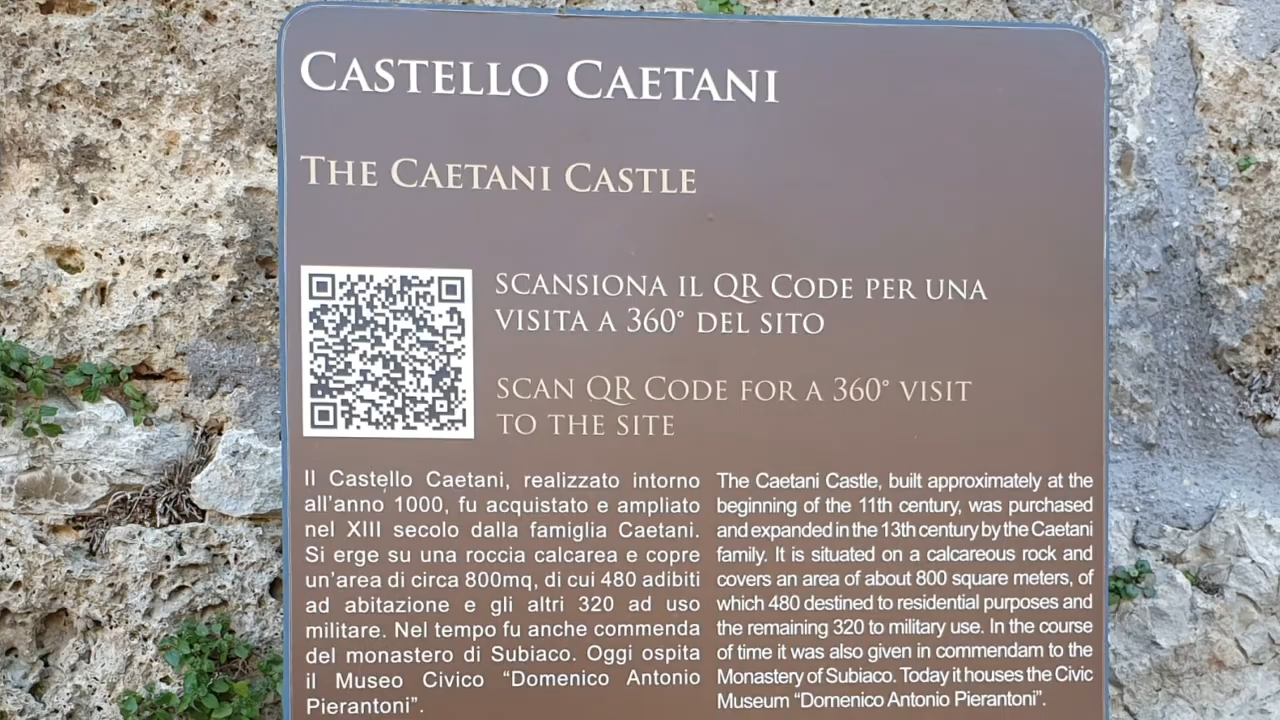 CASTELLO CAETANI
THE CAETANI CASTLE
SCANSIONA IL QR CODE PER UNA
VISITA A 360° DEL SITO
SCAN QR CODE FOR A 360° VISIT
TO THE SITE
Il Castello Caetani, realizzato intorno
all'anno 1000, fu acquistato e ampliato
nel XIII secolo dalla famiglia Caetani.
Si erge su una roccia calcarea e copre
un'area di circa 800mq, di cui 480 adibiti
ad abitazione e gli altri 320 ad uso
militare. Nel tempo fu anche commenda
del monastero di Subiaco. Oggi ospita
il Museo Civico “Domenico Antonio
Pierantoni”.
The Caetani Castle, built approximately at the
beginning of the 11th century, was purchased
and expanded in the 13th century by the Caetani
family. It is situated on a calcareous rock and
covers an area of about 800 square meters, of
which 480 destined to residential purposes and
the remaining 320 to military use. In the course
of time it was also given in commendam to the
Monastery of Subiaco. Today it houses the Civic
Museum “Domenico Antonio Pierantoni”.